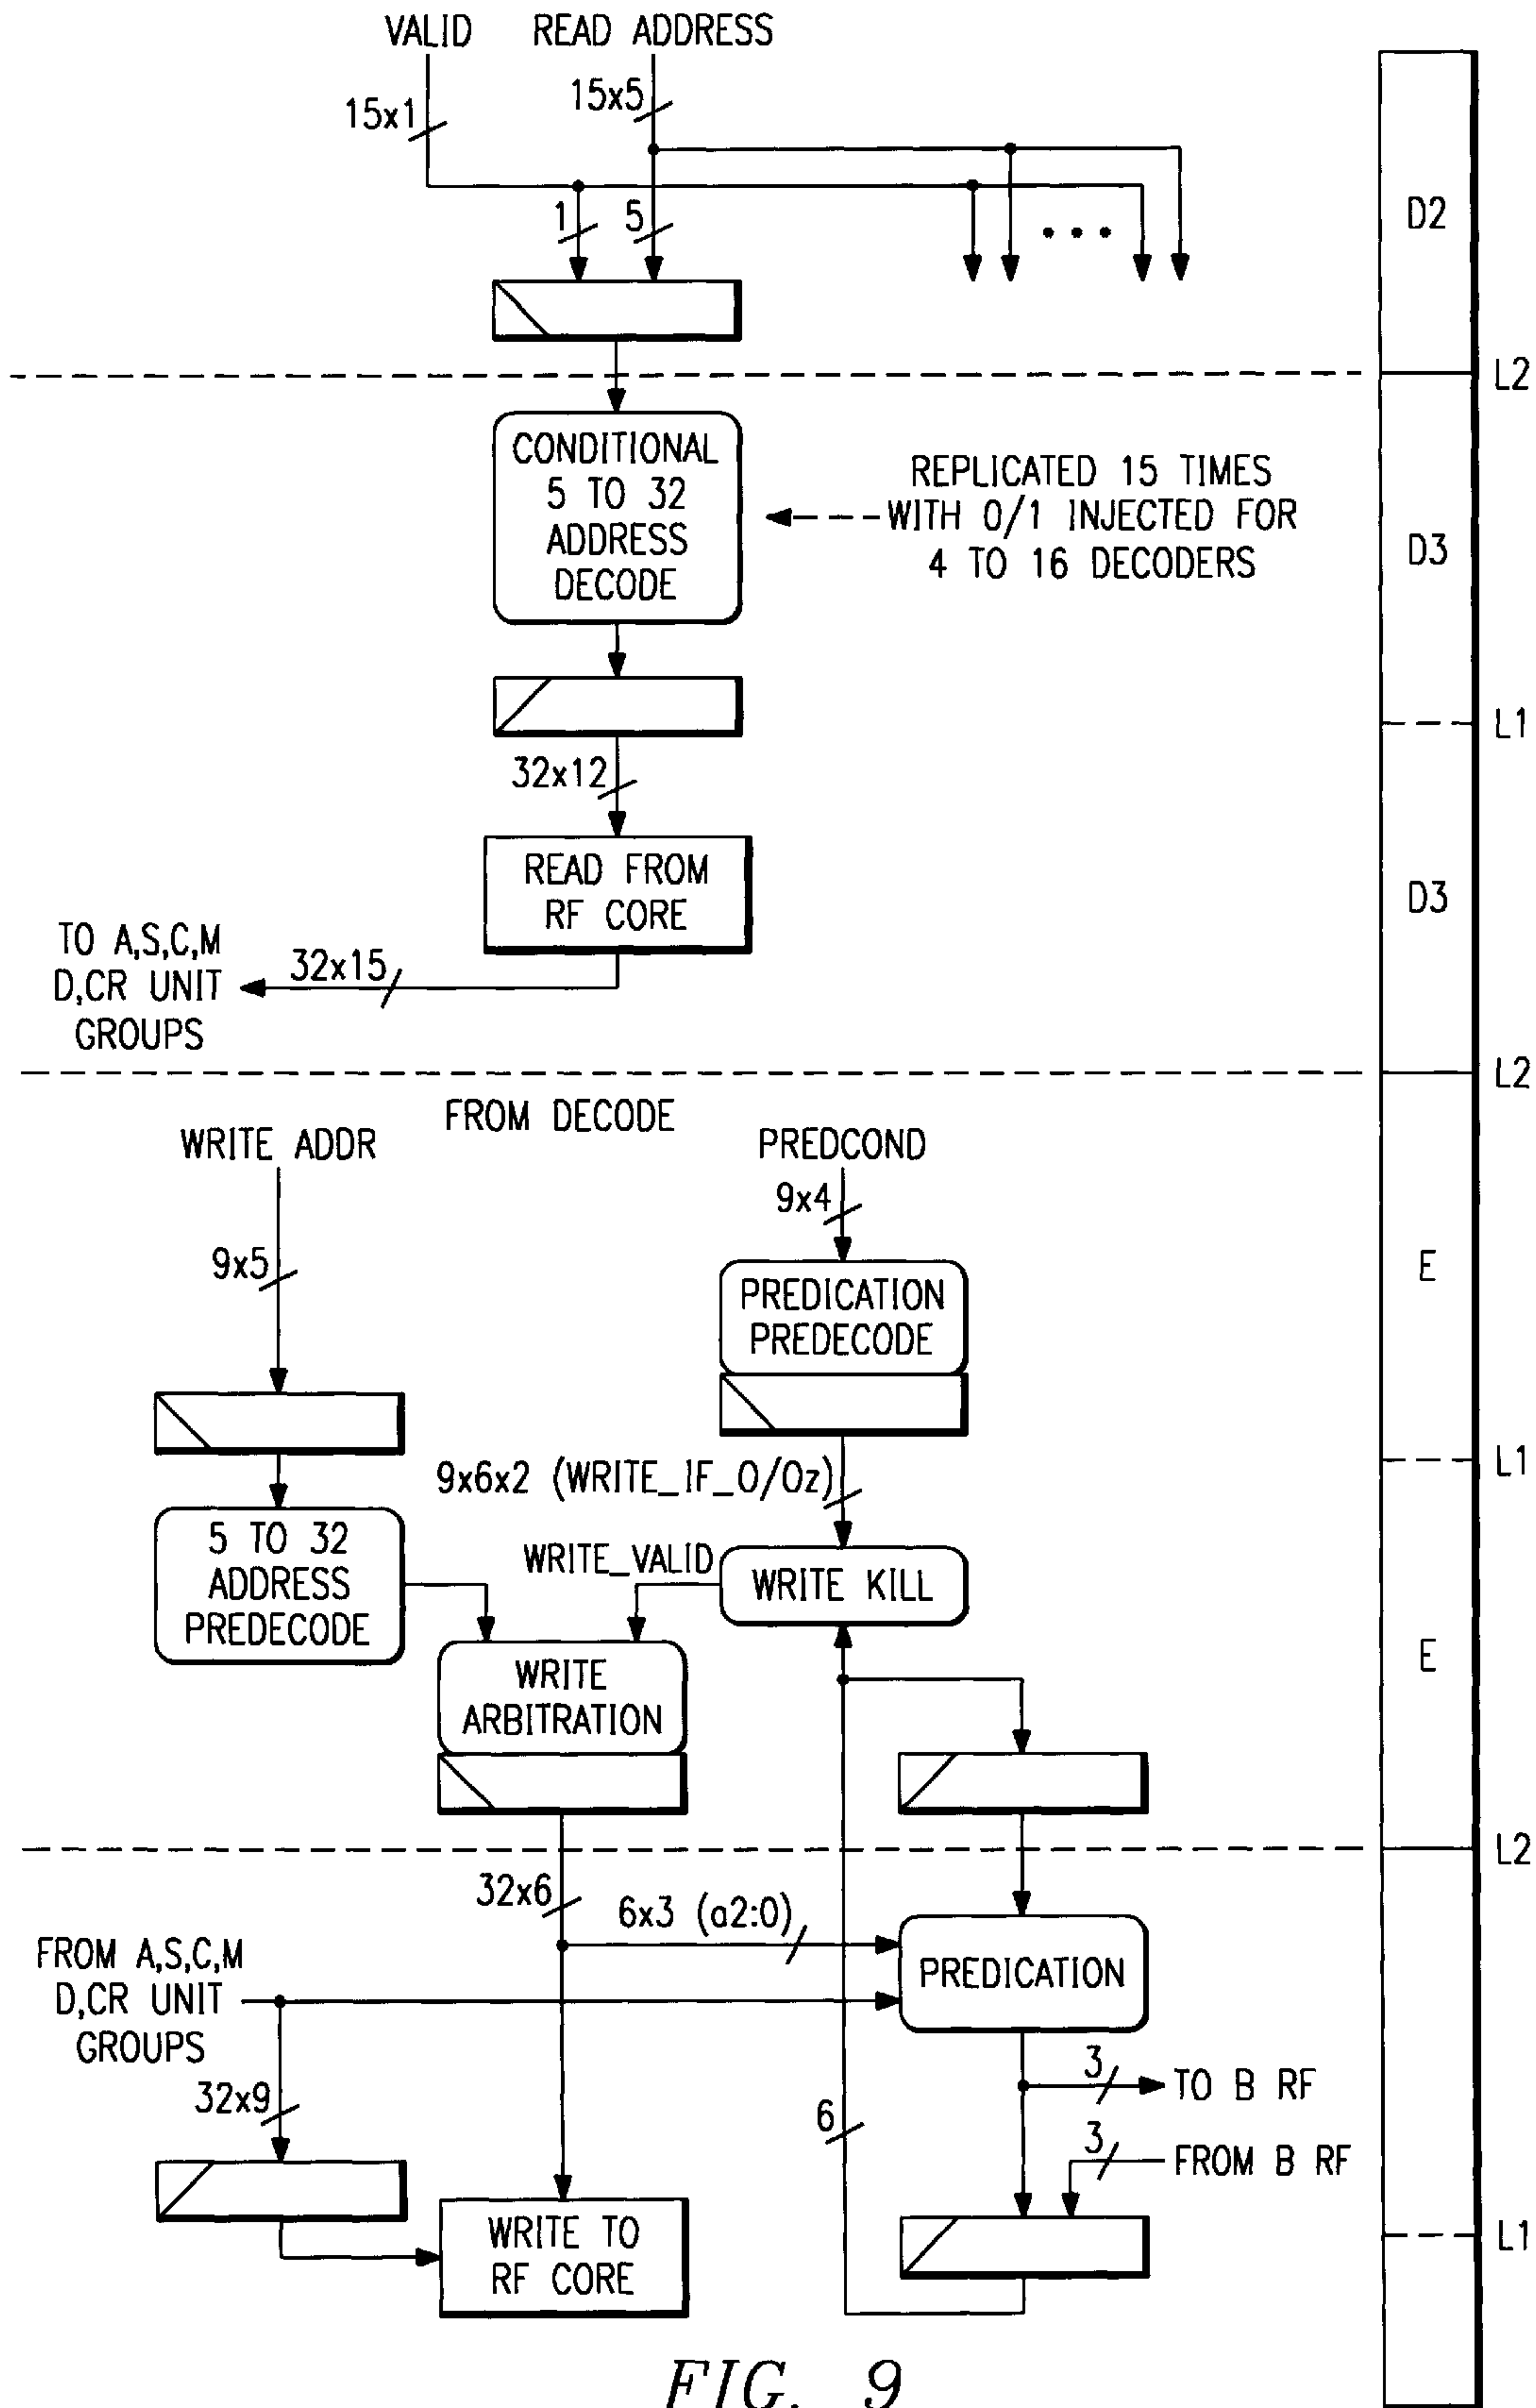 VALID READ ADDRESS
15x1
15x5
1
5
• • •
D2
L2
CONDITIONAL
5 TO 32
ADDRESS
DECODE
REPLICATED 15 TIMES
WITH 0/1 INJECTED FOR
4 TO 16 DECODERS
D3
L1
32x12
READ FROM
RF CORE
D3
TO A,S,C,M
D,CR UNIT
GROUPS
32x15
L2
FROM DECODE
WRITE ADDR
PREDCOND
9x4
9x5
PREDICATION
PREDECODE
E
L1
9x6x2 (WRITE_IF_0/0z)
5 TO 32
ADDRESS
PREDECODE
WRITE_VALID
WRITE KILL
WRITE
ARBITRATION
E
L2
32x6
6x3 (a2:0)
FROM A,S,C,M
D,CR UNIT
GROUPS
PREDICATION
32x9
6
3
TO B RF
3
FROM B RF
WRITE TO
RF CORE
L1
FIG. 9